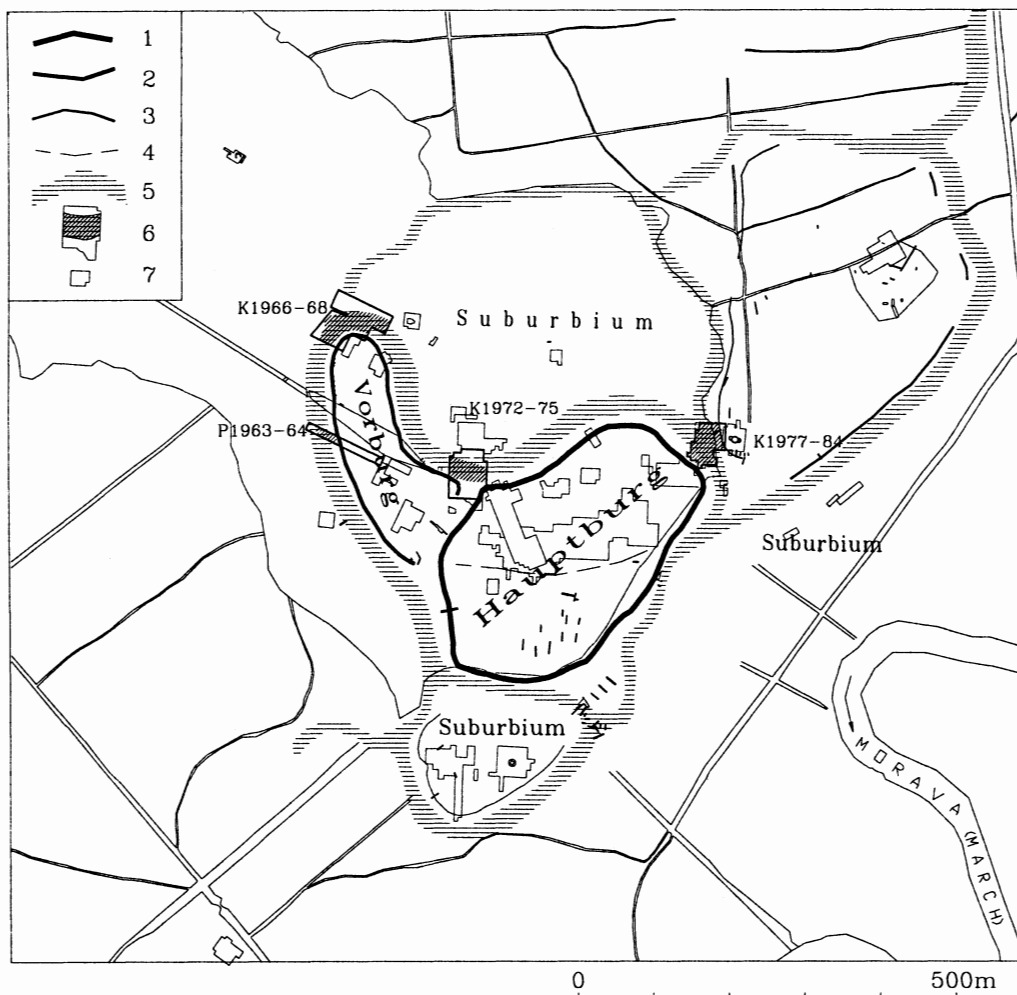 1
2
3
4
5
6
7
K1966-68
Suburbium
Vorburg
K1972-75
P1963-64
K1977-84
Hauptburg
Suburbium
Suburbium
MORAVA (MARCH)
0 500m